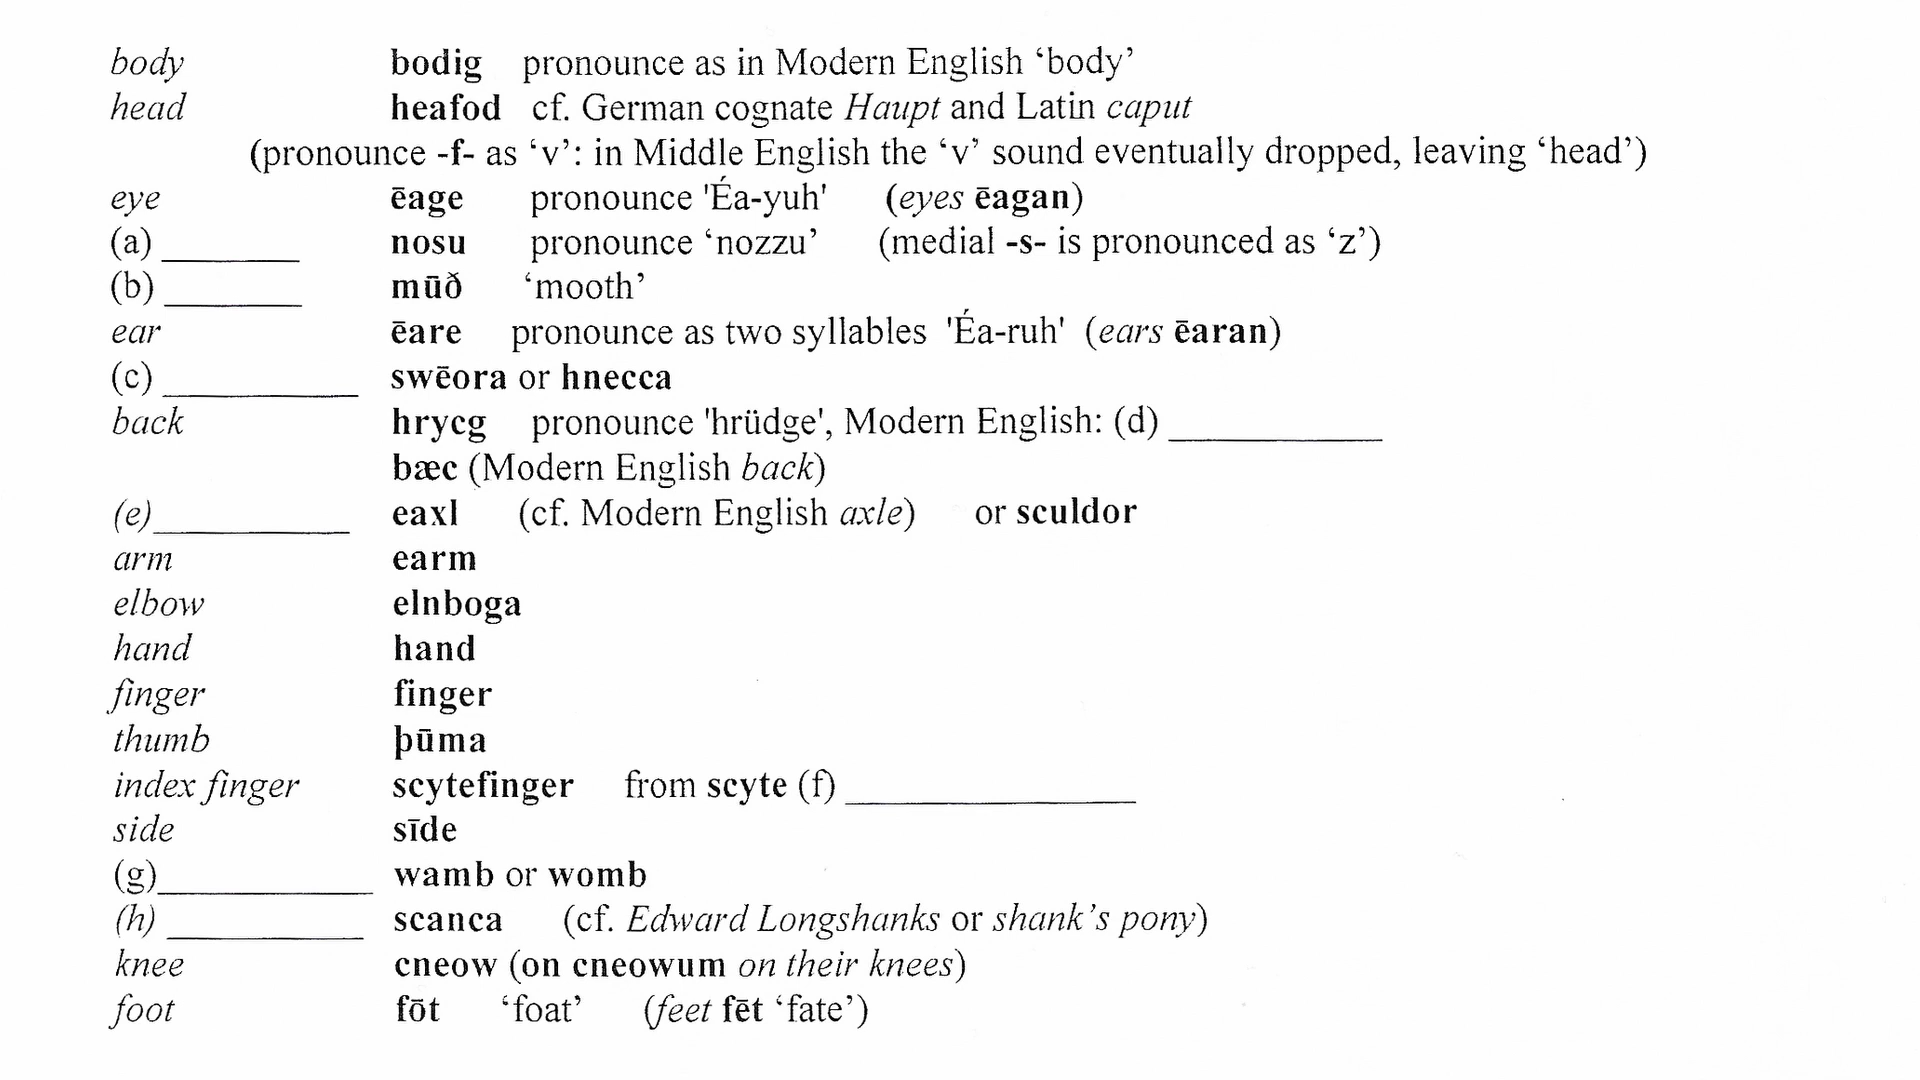 body bodig pronounce as in Modern English ‘body’
head heafod cf. German cognate Haupt and Latin caput
(pronounce -f- as ‘v’: in Middle English the ‘v’ sound eventually dropped, leaving ‘head’)
eye ēage pronounce 'Éa-yuh' (eyes ēagan)
(a) ________ nosu pronounce ‘nozzu’ (medial -s- is pronounced as ‘z’)
(b) ________ mūð ‘mooth’
ear ēare pronounce as two syllables 'Éa-ruh' (ears ēaran)
(c) ___________ swēora or hnecca
back hrycg pronounce 'hrüdge', Modern English: (d) ____________
bæc (Modern English back)
(e)___________ eaxl (cf. Modern English axle) or sculdor
arm earm
elbow elnboga
hand hand
finger finger
thumb þūma
index finger scytefinger from scyte (f) ________________
side sīde
(g)____________ wamb or womb
(h) ___________ scanca (cf. Edward Longshanks or shank’s pony)
knee cneow (on cneowum on their knees)
foot fōt ‘foat’ (feet fēt ‘fate’)